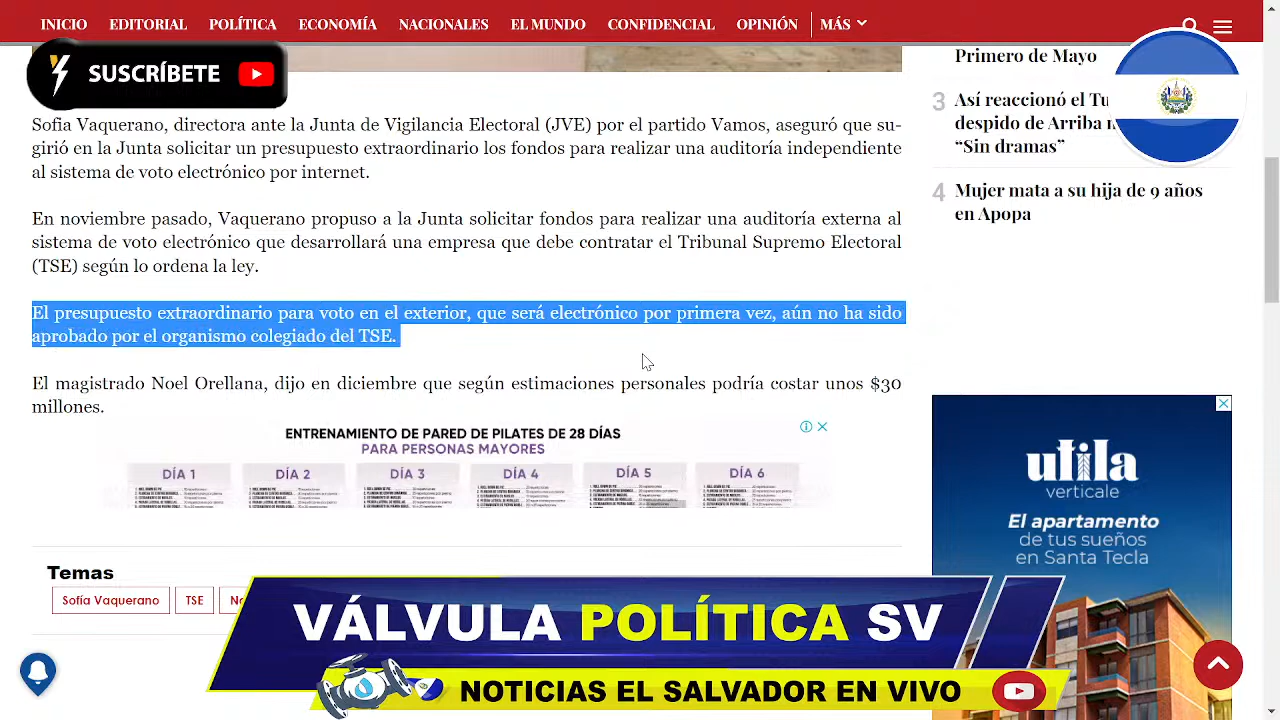 INICIO EDITORIAL POLÍTICA ECONOMÍA NACIONALES EL MUNDO CONFIDENCIAL OPINIÓN MÁS
SUSCRÍBETE
Sofia Vaquerano, directora ante la Junta de Vigilancia Electoral (JVE) por el partido Vamos, aseguró que su-
girió en la Junta solicitar un presupuesto extraordinario los fondos para realizar una auditoría independiente
al sistema de voto electrónico por internet.
En noviembre pasado, Vaquerano propuso a la Junta solicitar fondos para realizar una auditoría externa al
sistema de voto electrónico que desarrollará una empresa que debe contratar el Tribunal Supremo Electoral
(TSE) según lo ordena la ley.
El presupuesto extraordinario para voto en el exterior, que será electrónico por primera vez, aún no ha sido
aprobado por el organismo colegiado del TSE.
El magistrado Noel Orellana, dijo en diciembre que según estimaciones personales podría costar unos $30
millones.
ENTRENAMIENTO DE PARED DE PILATES DE 28 DÍAS
PARA PERSONAS MAYORES
DÍA 1 DÍA 2 DÍA 3 DÍA 4 DÍA 5 DÍA 6
Temas
Sofía Vaquerano TSE
Primero de Mayo
3 Así reaccionó el
despido de Arriba
“Sin dramas”
4 Mujer mata a su hija de 9 años
en Apopa
utila
verticale
El apartamento
de tus sueños
en Santa Tecla
VÁLVULA POLÍTICA SV
NOTICIAS EL SALVADOR EN VIVO